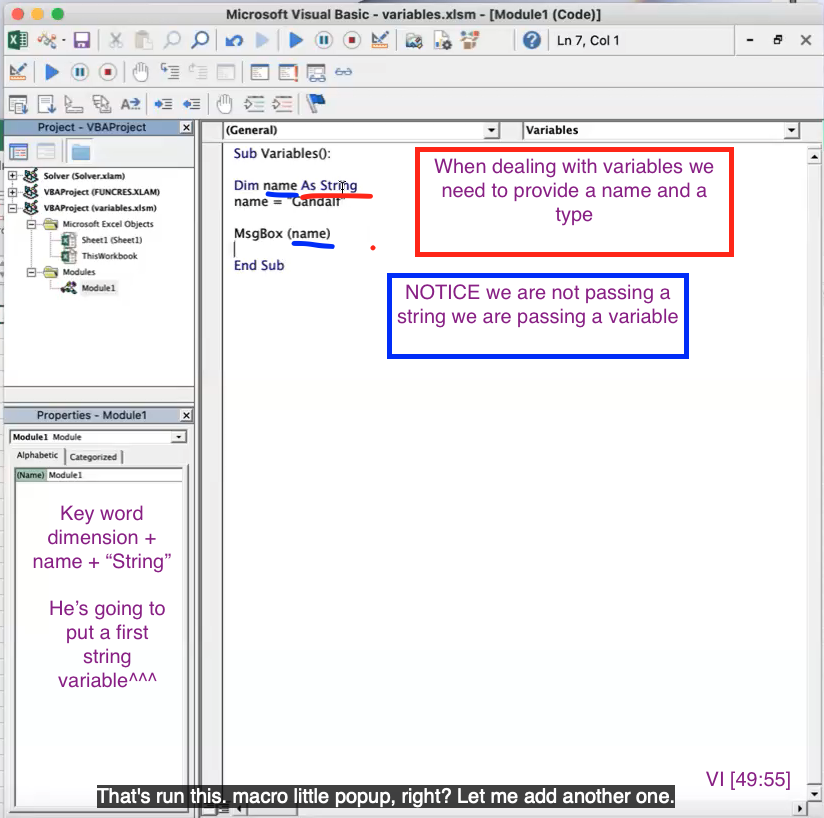 Microsoft Visual Basic - variables.xlsm - [Module1 (Code)]
Ln 7, Col 1
Project - VBAProject
(General)
Variables
Solver (Solver.xlam)
VBAProject (FUNCRES.XLAM)
VBAProject (variables.xlsm)
Microsoft Excel Objects
Sheet1 (Sheet1)
ThisWorkbook
Modules
Module1
Sub Variables():
Dim name As String
name = "Gandalf"
MsgBox (name)
End Sub
When dealing with variables we
need to provide a name and a
type
NOTICE we are not passing a
string we are passing a variable
Properties - Module1
Module1 Module
Alphabetic
Categorized
(Name) Module1
Key word
dimension +
name + “String”
He’s going to
put a first
string
variable^^^
VI [49:55]
That's run this. macro little popup, right? Let me add another one.